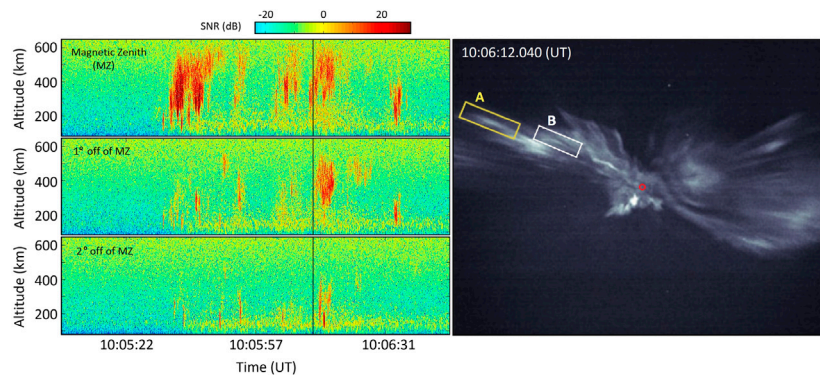 SNR (dB)
-20 0 20
Altitude (km)
600
400
200
Magnetic Zenith
(MZ)
Altitude (km)
600
400
200
1° off of MZ
Altitude (km)
600
400
200
2° off of MZ
10:05:22 10:05:57 10:06:31
Time (UT)
10:06:12.040 (UT)
A
B